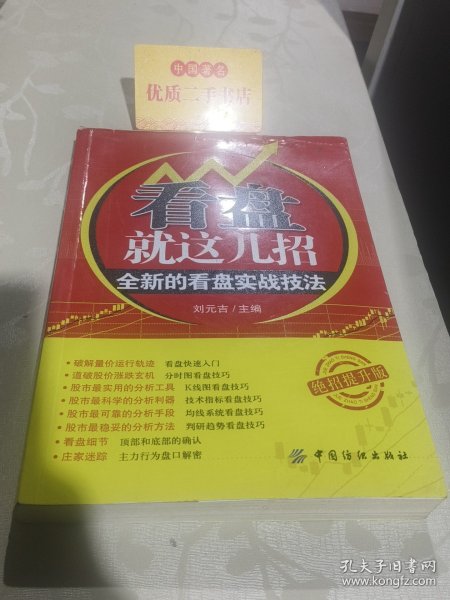 中国著名
优质二手书店
看盘
就这几招
全新的看盘实战技法
刘元吉/主编
绝招提升版
·破解量价运行轨迹 看盘快速入门
·道破股价涨跌玄机 分时图看盘技巧
·股市最实用的分析工具 K线图看盘技巧
·股市最科学的分析利器 技术指标看盘技巧
·股市最可靠的分析手段 均线系统看盘技巧
·股市最稳妥的分析方法 判研趋势看盘技巧
·看盘细节 顶部和底部的确认
·庄家迷踪 主力行为盘口解密
中国纺织出版社
孔夫子旧书网
www.kongfz.com